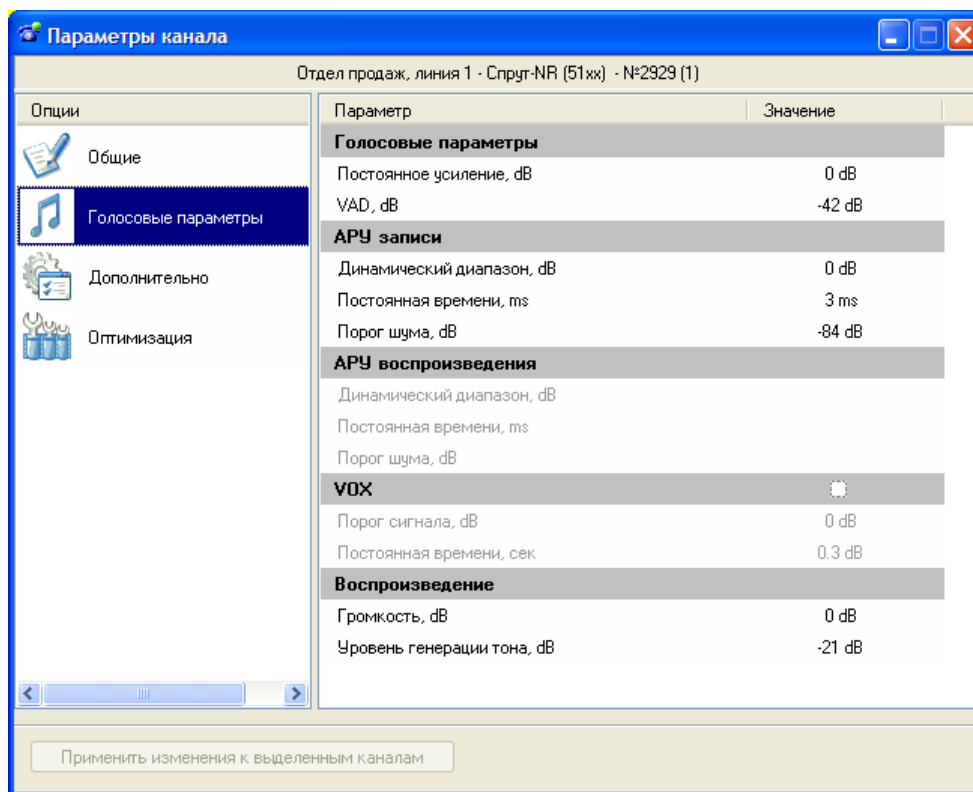 Параметры канала
Отдел продаж, линия 1 - Спрут-NR (51xx) - №2929 (1)
Опции
Общие
Голосовые параметры
Дополнительно
Оптимизация
Параметр Значение
Голосовые параметры
Постоянное усиление, dB 0 dB
VAD, dB -42 dB
АРУ записи
Динамический диапазон, dB 0 dB
Постоянная времени, ms 3 ms
Порог шума, dB -84 dB
АРУ воспроизведения
Динамический диапазон, dB
Постоянная времени, ms
Порог шума, dB
VOX
Порог сигнала, dB 0 dB
Постоянная времени, сек 0.3 dB
Воспроизведение
Громкость, dB 0 dB
Уровень генерации тона, dB -21 dB
Применить изменения к выделенным каналам